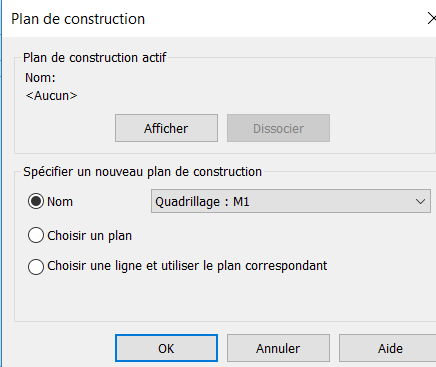 Plan de construction
Plan de construction actif
Nom:
<Aucun>
Afficher Dissocier
Spécifier un nouveau plan de construction
Nom Quadrillage : M1
Choisir un plan
Choisir une ligne et utiliser le plan correspondant
OK Annuler Aide